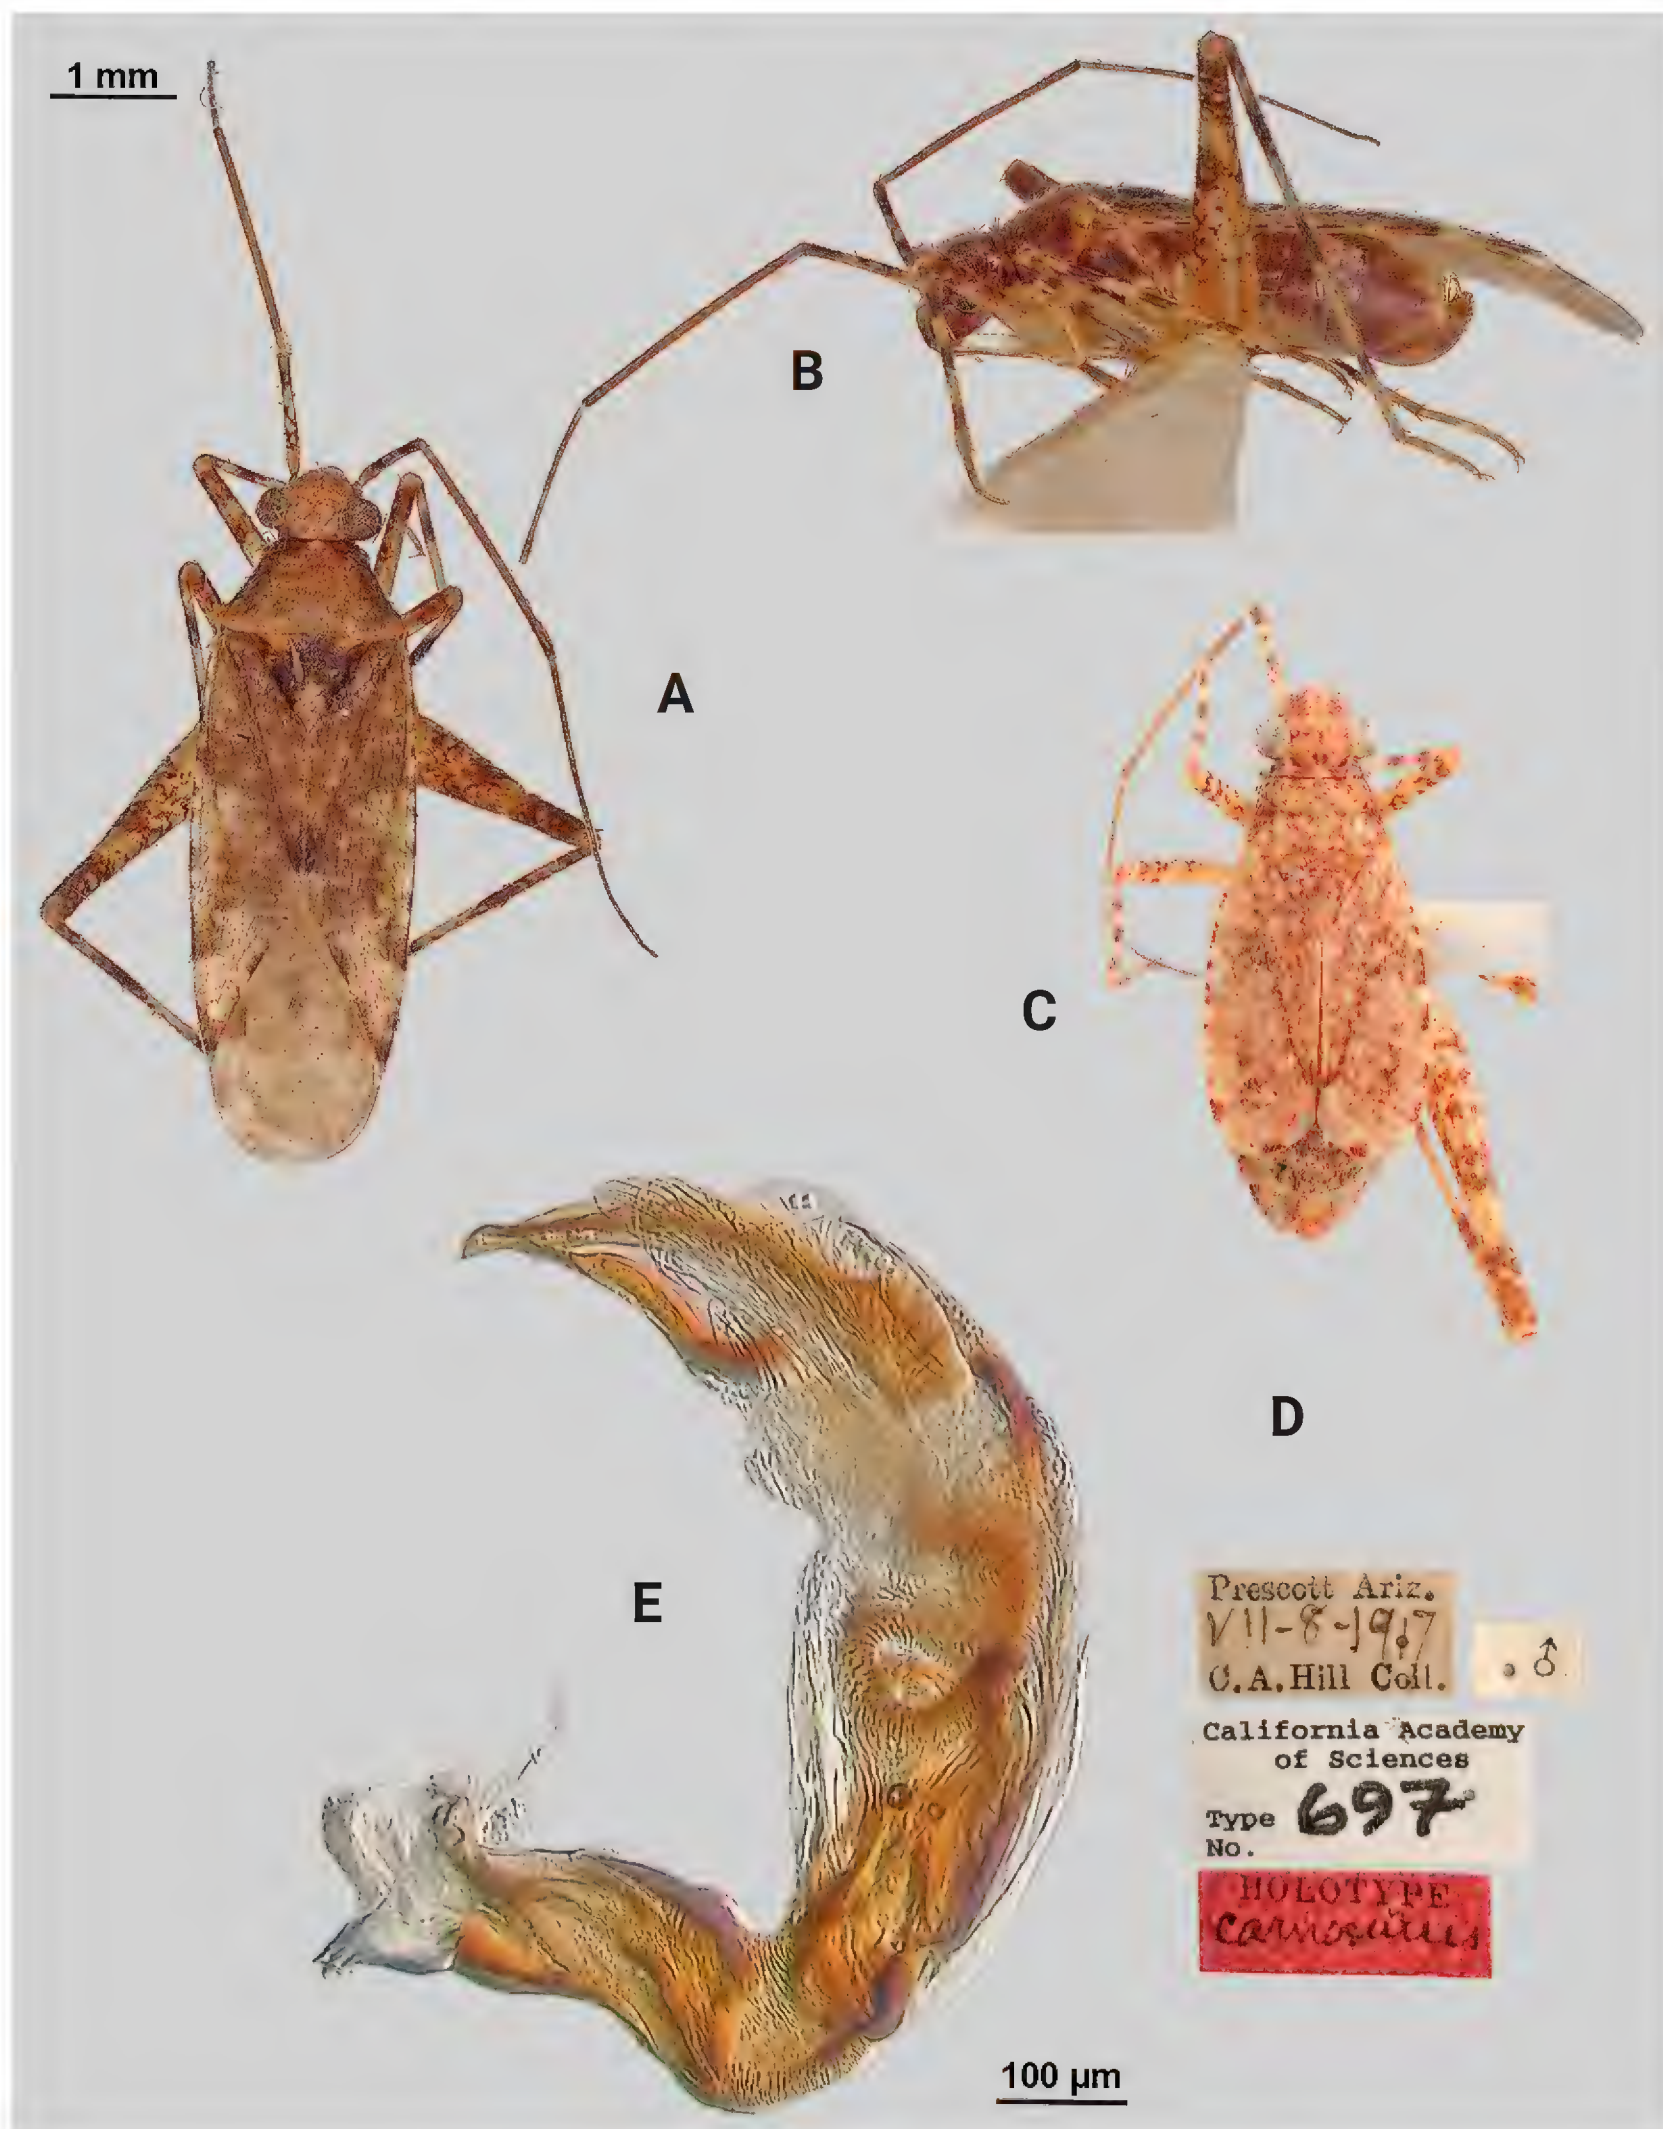 1 mm
B
A
C
D
E
Prescott Ariz.
VII-8-1917
C.A.Hill Coll.
♂
California Academy
of Sciences
Type
No. 697
HOLOTYPE
100 µm